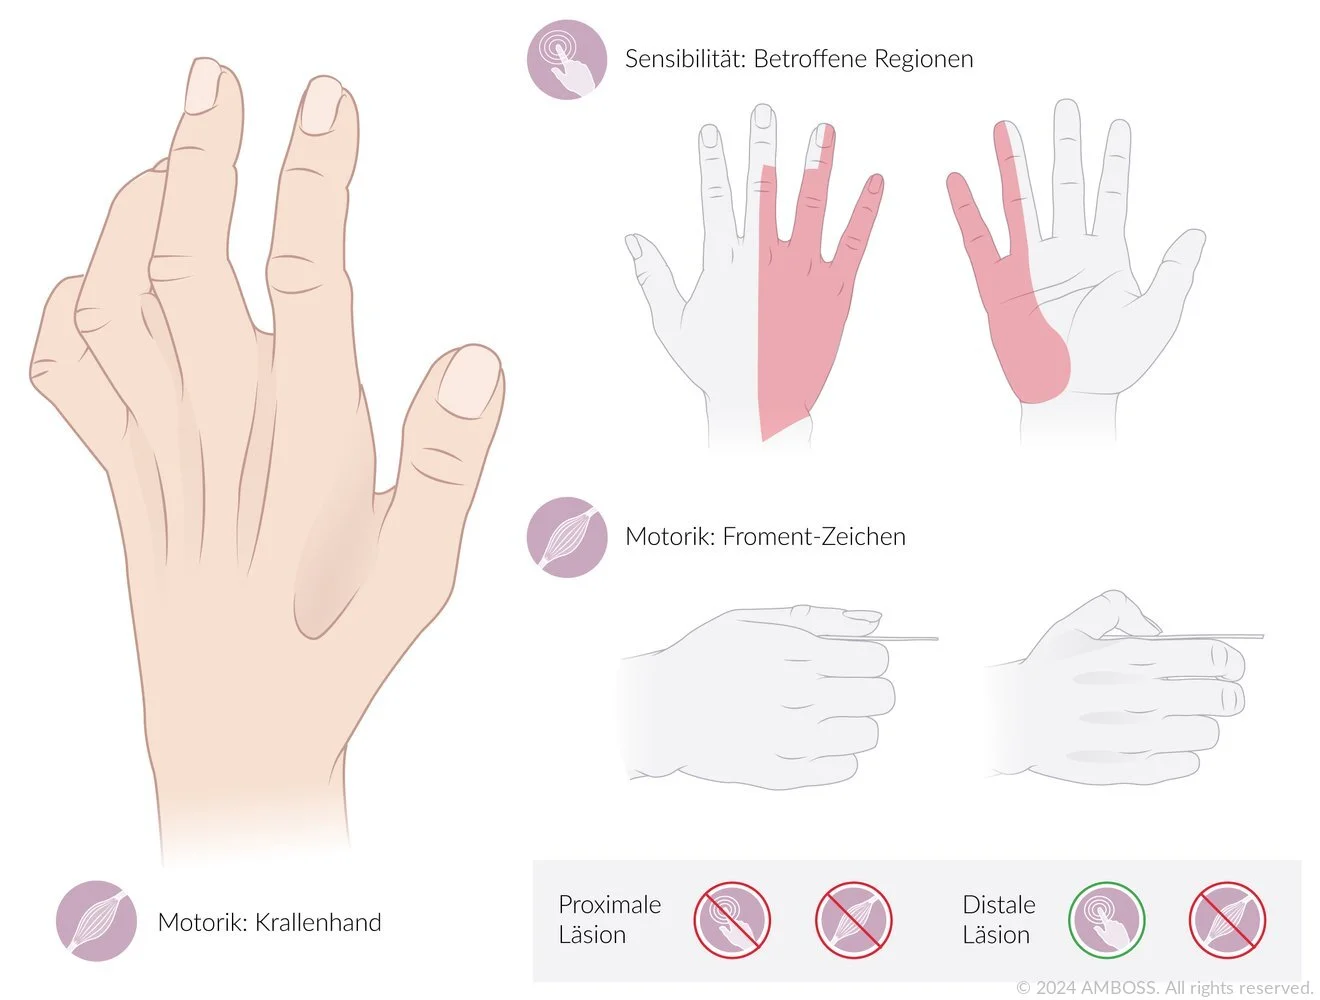 Sensibilität: Betroffene Regionen
Motorik: Froment-Zeichen
Motorik: Krallenhand
Proximale
Läsion
Distale
Läsion
© 2024 AMBOSS. All rights reserved.